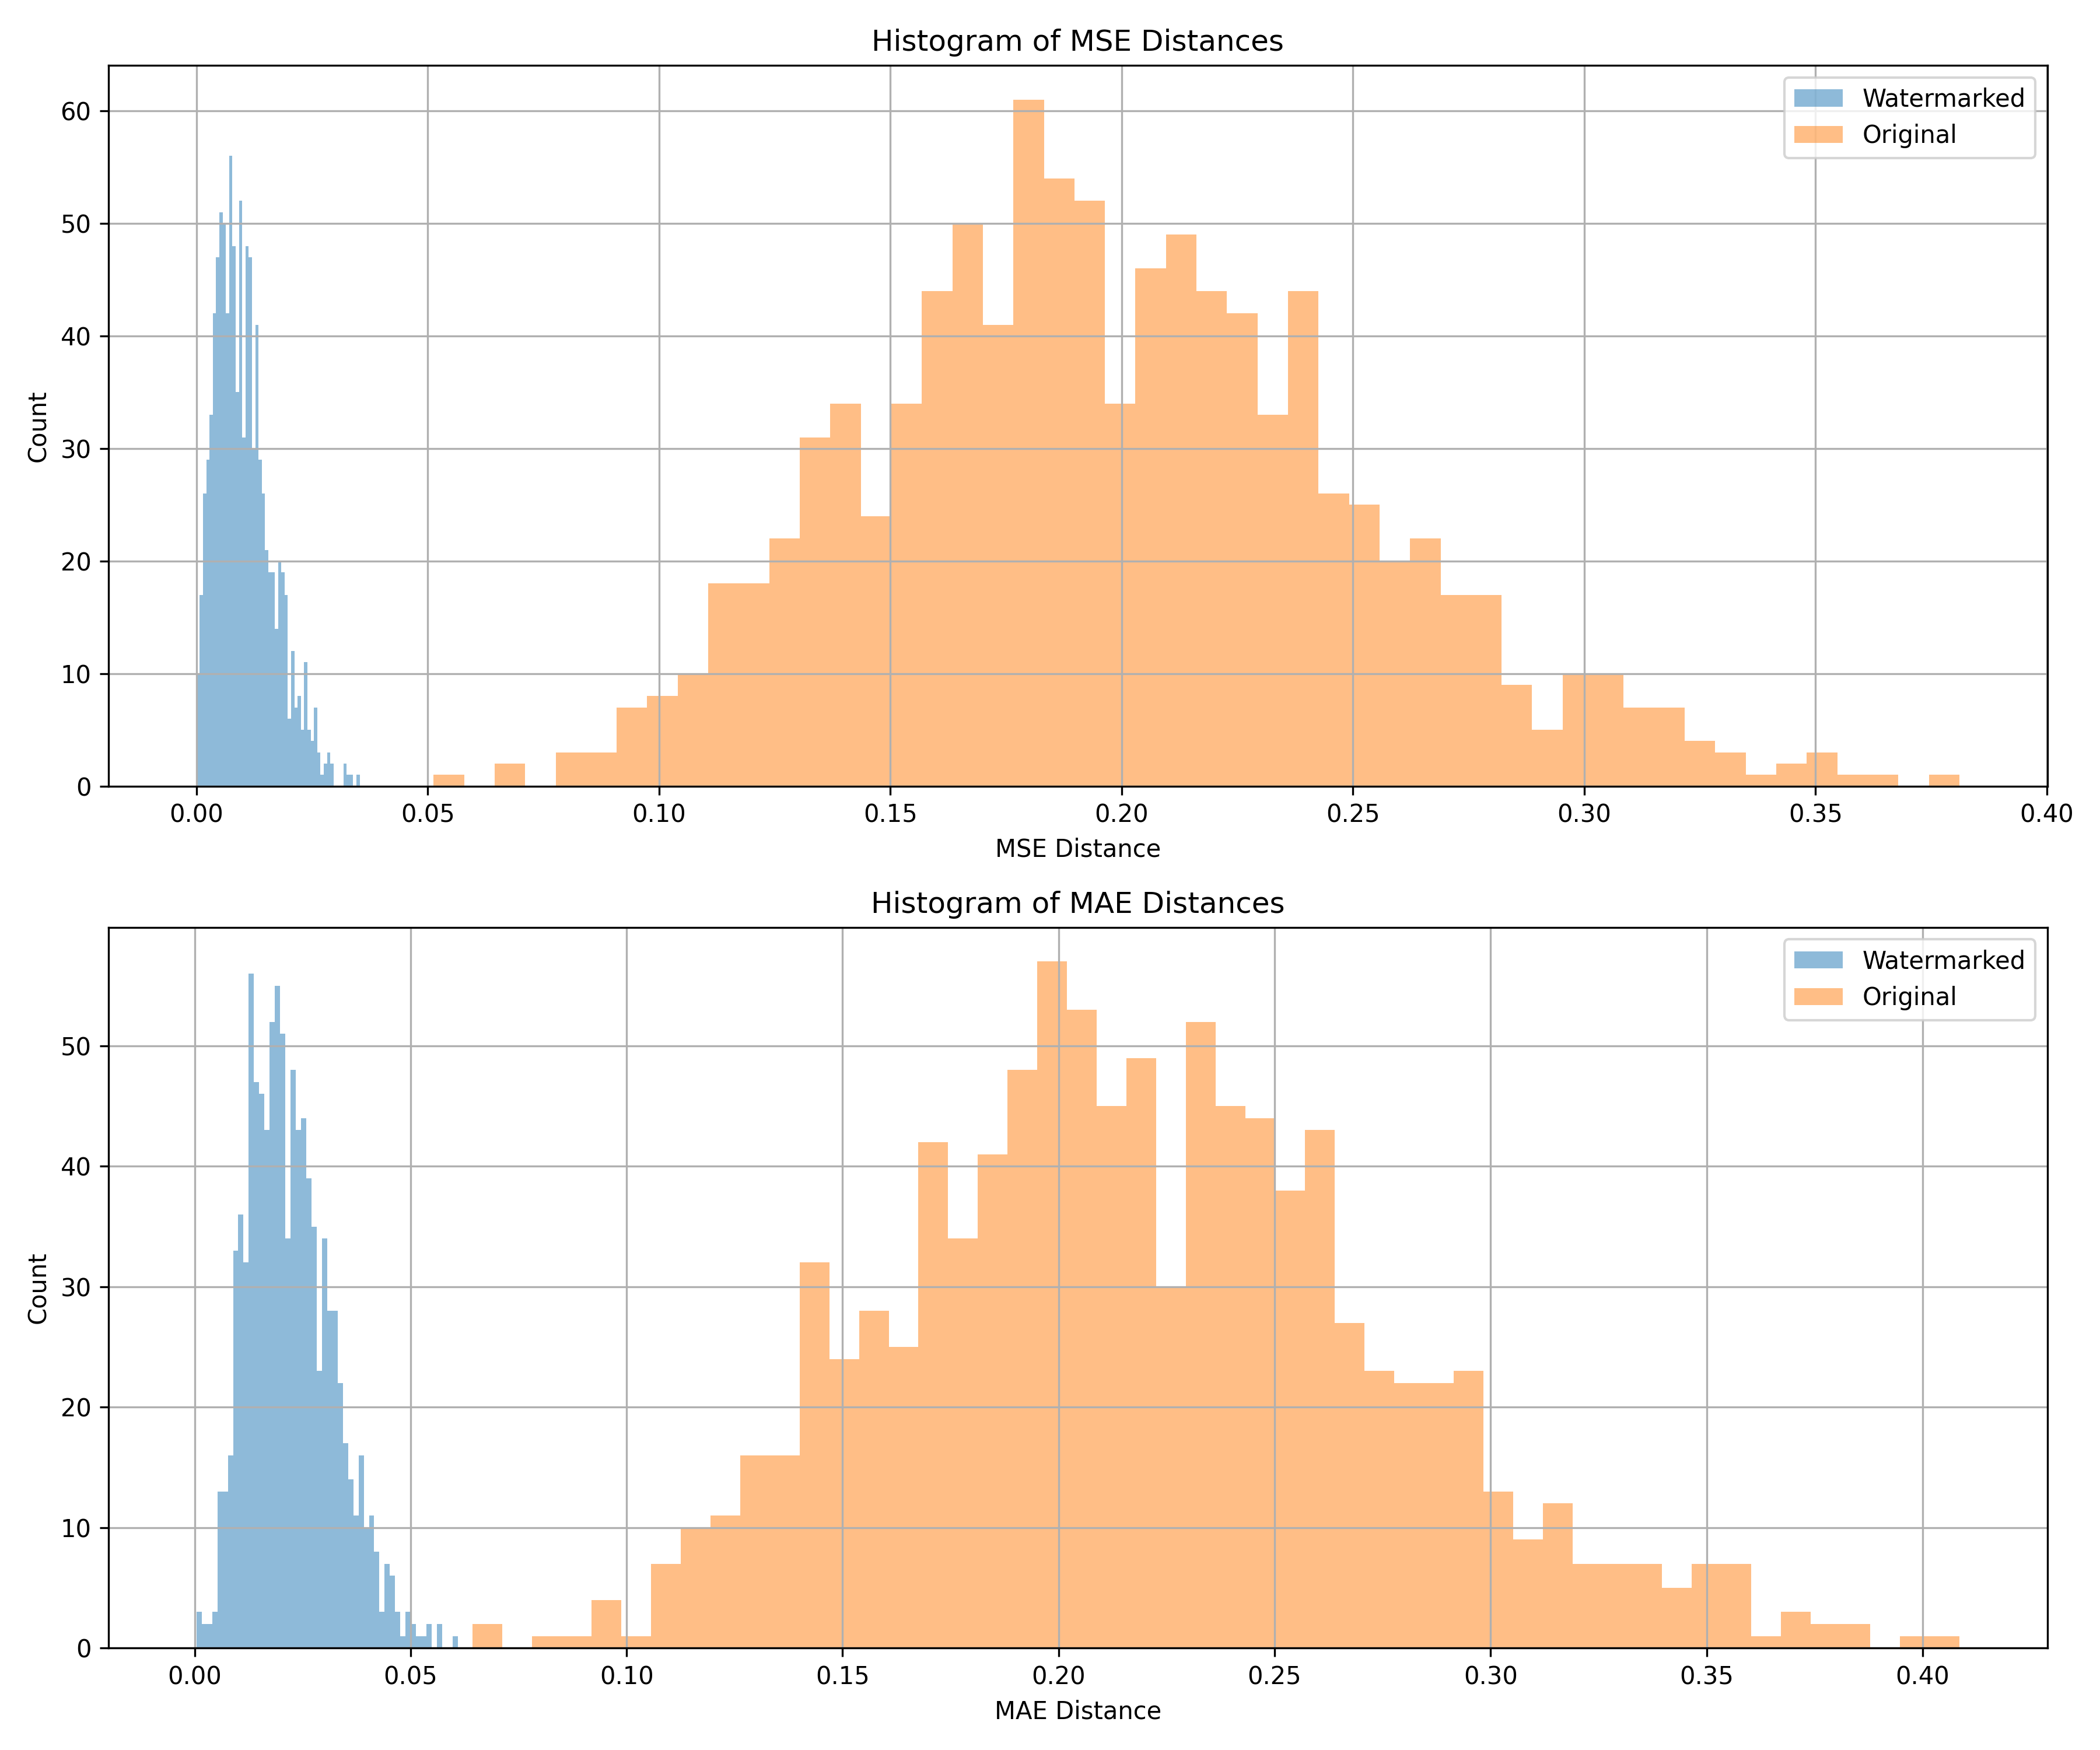 Histogram of MSE Distances
Watermarked
Original
60
50
40
30
20
10
0
Count
0.00 0.05 0.10 0.15 0.20 0.25 0.30 0.35 0.40
MSE Distance
Histogram of MAE Distances
Watermarked
Original
50
40
30
20
10
0
Count
0.00 0.05 0.10 0.15 0.20 0.25 0.30 0.35 0.40
MAE Distance